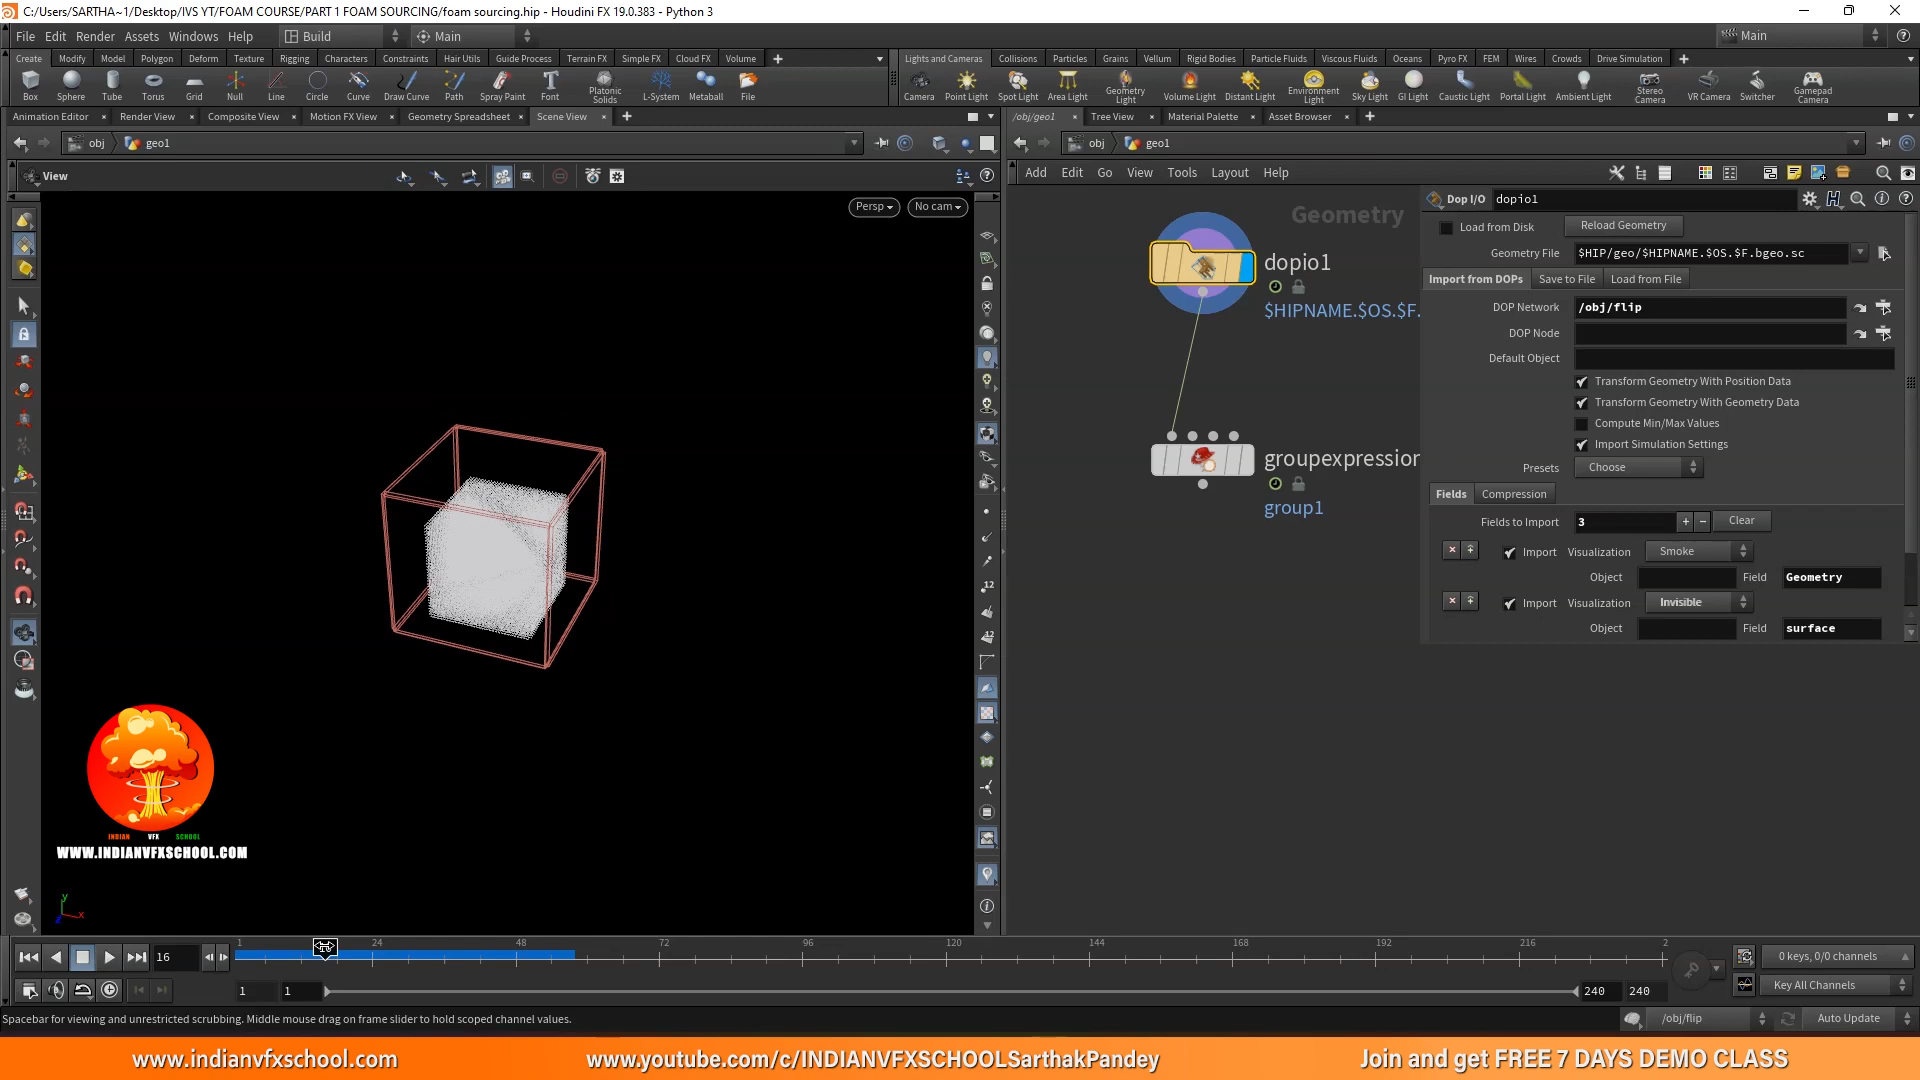 C:/Users/SARTHA~1/Desktop/IVS YT/FOAM COURSE/PART 1 FOAM SOURCING/foam sourcing.hip - Houdini FX 19.0.383 - Python 3
File Edit Render Assets Windows Help Build Main Main
Create Modify Model Polygon Deform Texture Rigging Characters Constraints Hair Utils Guide Process Terrain FX Simple FX Cloud FX Volume
Lights and Cameras Collisions Particles Grains Vellum Rigid Bodies Particle Fluids Viscous Fluids Oceans Pyro FX FEM Wires Crowds Drive Simulation
Box Sphere Tube Torus Grid Null Line Circle Curve Draw Curve Path Spray Paint Font Platonic Solids L-System Metaball File
Camera Point Light Spot Light Area Light Geometry Light Volume Light Distant Light Environment Light Sky Light GI Light Caustic Light Portal Light Ambient Light Stereo Camera VR Camera Switcher Gamepad Camera
Animation Editor Render View Composite View Motion FX View Geometry Spreadsheet Scene View
/obj/geo1 Tree View Material Palette Asset Browser
obj geo1
obj geo1
View
Add Edit Go View Tools Layout Help
Persp No cam
Geometry
dopio1
$HIPNAME.$OS.$F.
groupexpression
group1
Dop I/O dopio1
Load from Disk Reload Geometry
Geometry File $HIP/geo/$HIPNAME.$OS.$F.bgeo.sc
Import from DOPs Save to File Load from File
DOP Network /obj/flip
DOP Node
Default Object
Transform Geometry With Position Data
Transform Geometry With Geometry Data
Compute Min/Max Values
Import Simulation Settings
Presets Choose
Fields Compression
Fields to Import 3 Clear
Import Visualization Smoke
Object Field Geometry
Import Visualization Invisible
Object Field surface
12
12
INDIAN VFX SCHOOL
WWW.INDIANVFXSCHOOL.COM
y
x
z
16
1 24 48 72 96 120 144 168 192 216 2
0 keys, 0/0 channels
1 1 240 240
Key All Channels
Spacebar for viewing and unrestricted scrubbing. Middle mouse drag on frame slider to hold scoped channel values.
/obj/flip Auto Update
www.indianvfxschool.com www.youtube.com/c/INDIANVFXSCHOOLSarthakPandey Join and get FREE 7 DAYS DEMO CLASS